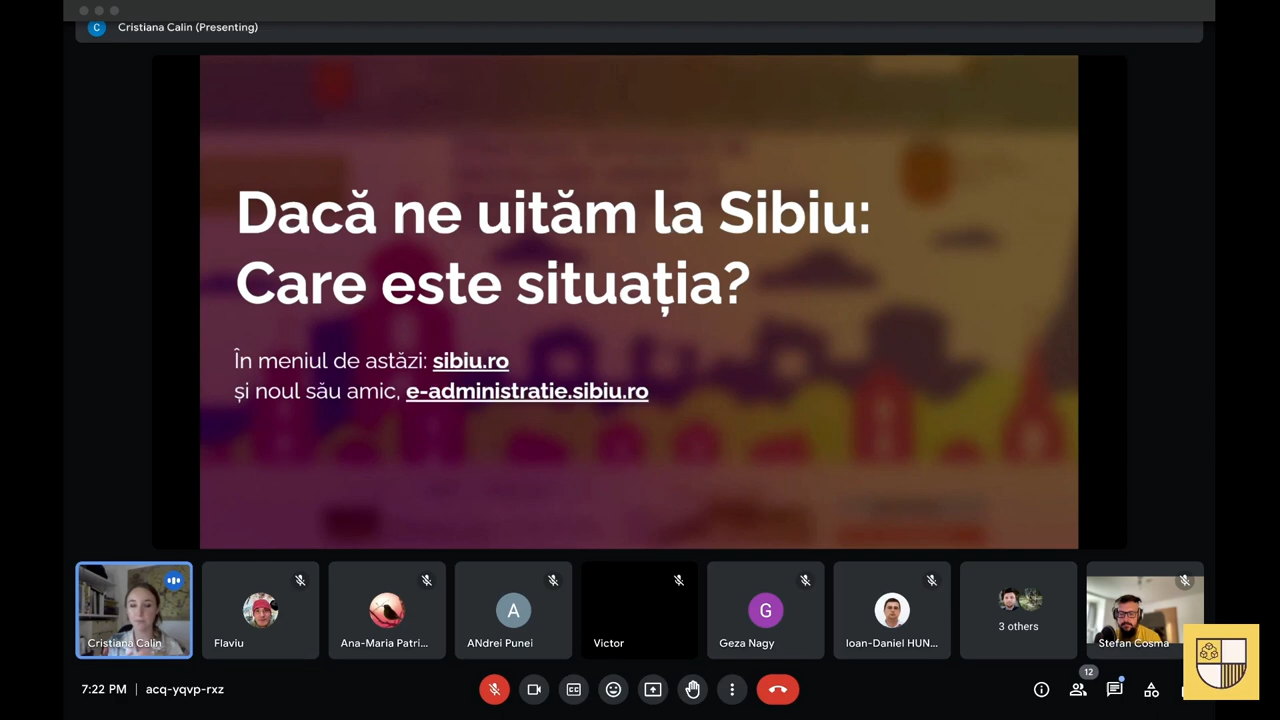 C Cristiana Calin (Presenting)
Dacă ne uităm la Sibiu:
Care este situația?
În meniul de astăzi: sibiu.ro
și noul său amic, e-administratie.sibiu.ro
A
G
3 others
Cristiana Calin
Flaviu
Ana-Maria Patri...
ANdrei Punei
Victor
Geza Nagy
Ioan-Daniel HUN...
Stefan Cosma
12
7:22 PM | acq-yqvp-rxz